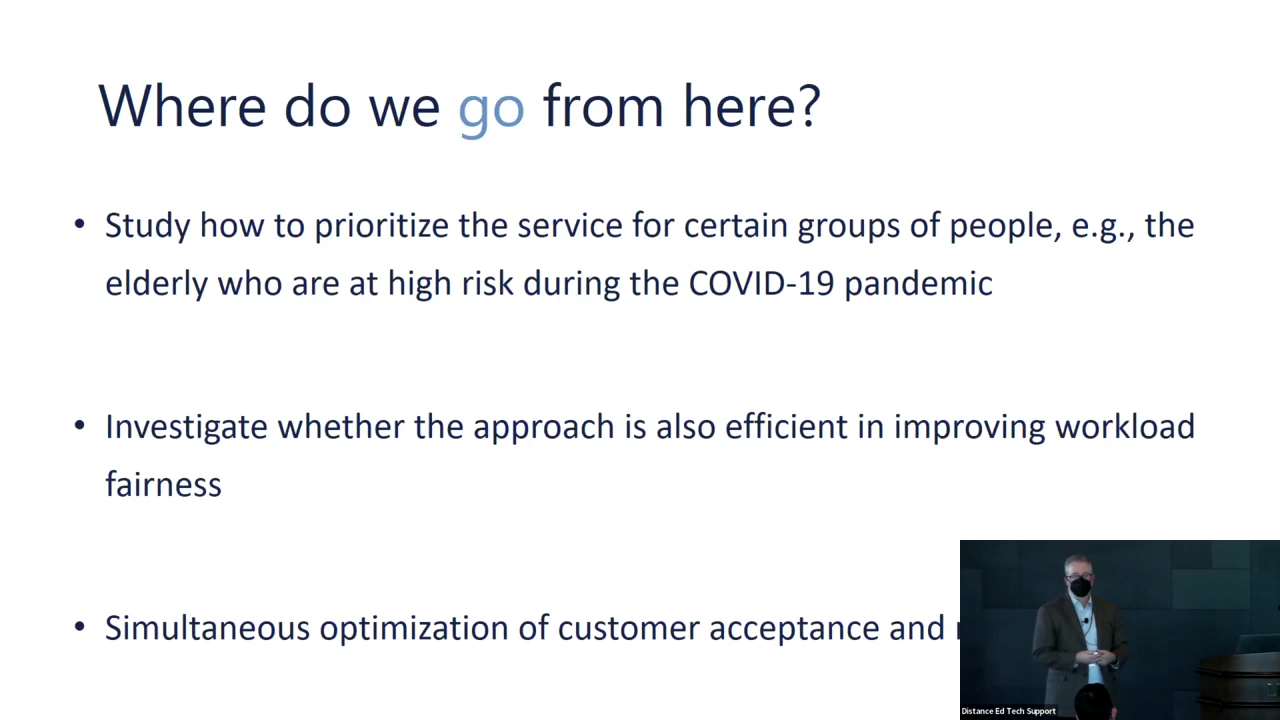 Where do we go from here?
• Study how to prioritize the service for certain groups of people, e.g., the
elderly who are at high risk during the COVID-19 pandemic
• Investigate whether the approach is also efficient in improving workload
fairness
• Simultaneous optimization of customer acceptance and
Distance Ed Tech Support